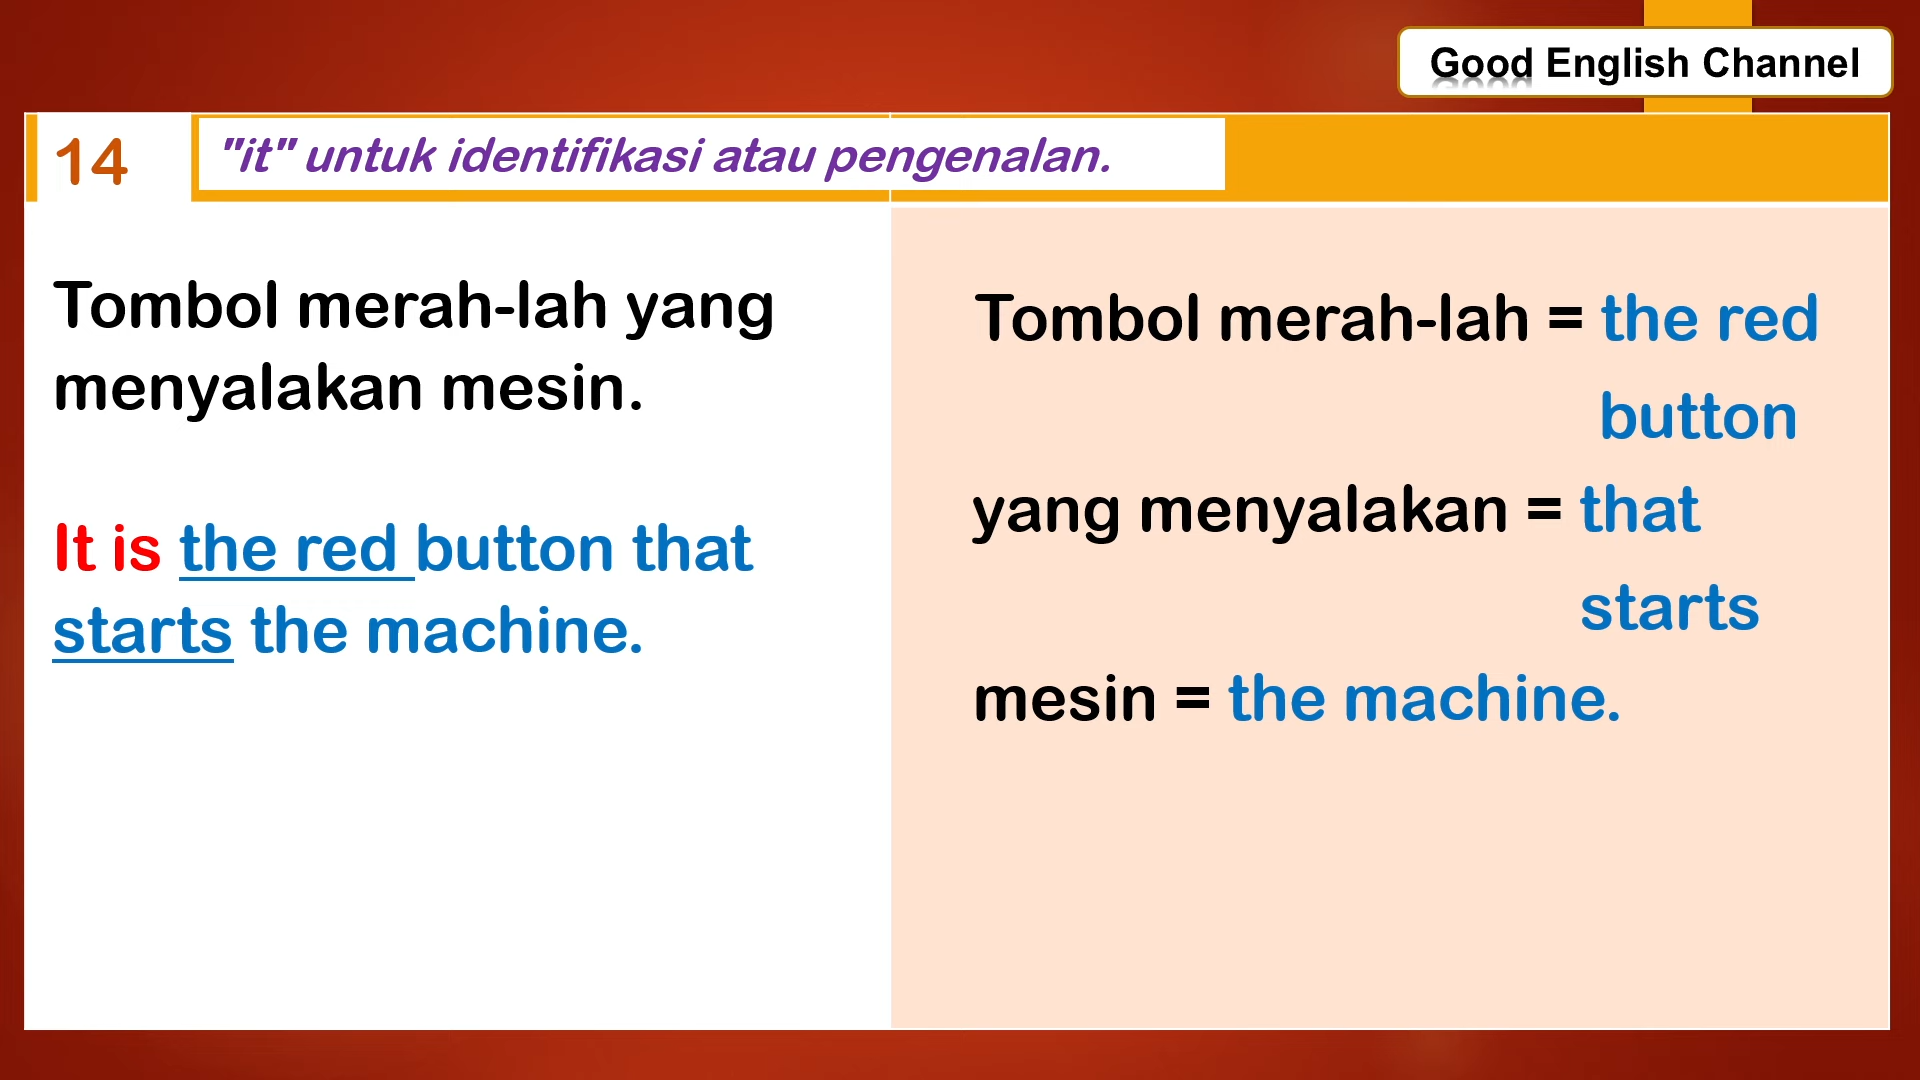 Good English Channel
14
"it" untuk identifikasi atau pengenalan.
Tombol merah-lah yang
menyalakan mesin.
It is the red button that
starts the machine.
Tombol merah-lah = the red
button
yang menyalakan = that
starts
mesin = the machine.